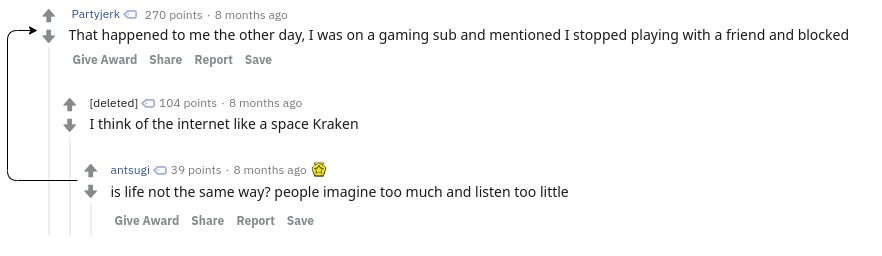 Partyjerk 270 points · 8 months ago
That happened to me the other day, I was on a gaming sub and mentioned I stopped playing with a friend and blocked
Give Award Share Report Save
[deleted] 104 points · 8 months ago
I think of the internet like a space Kraken
antsugi 39 points · 8 months ago
is life not the same way? people imagine too much and listen too little
Give Award Share Report Save